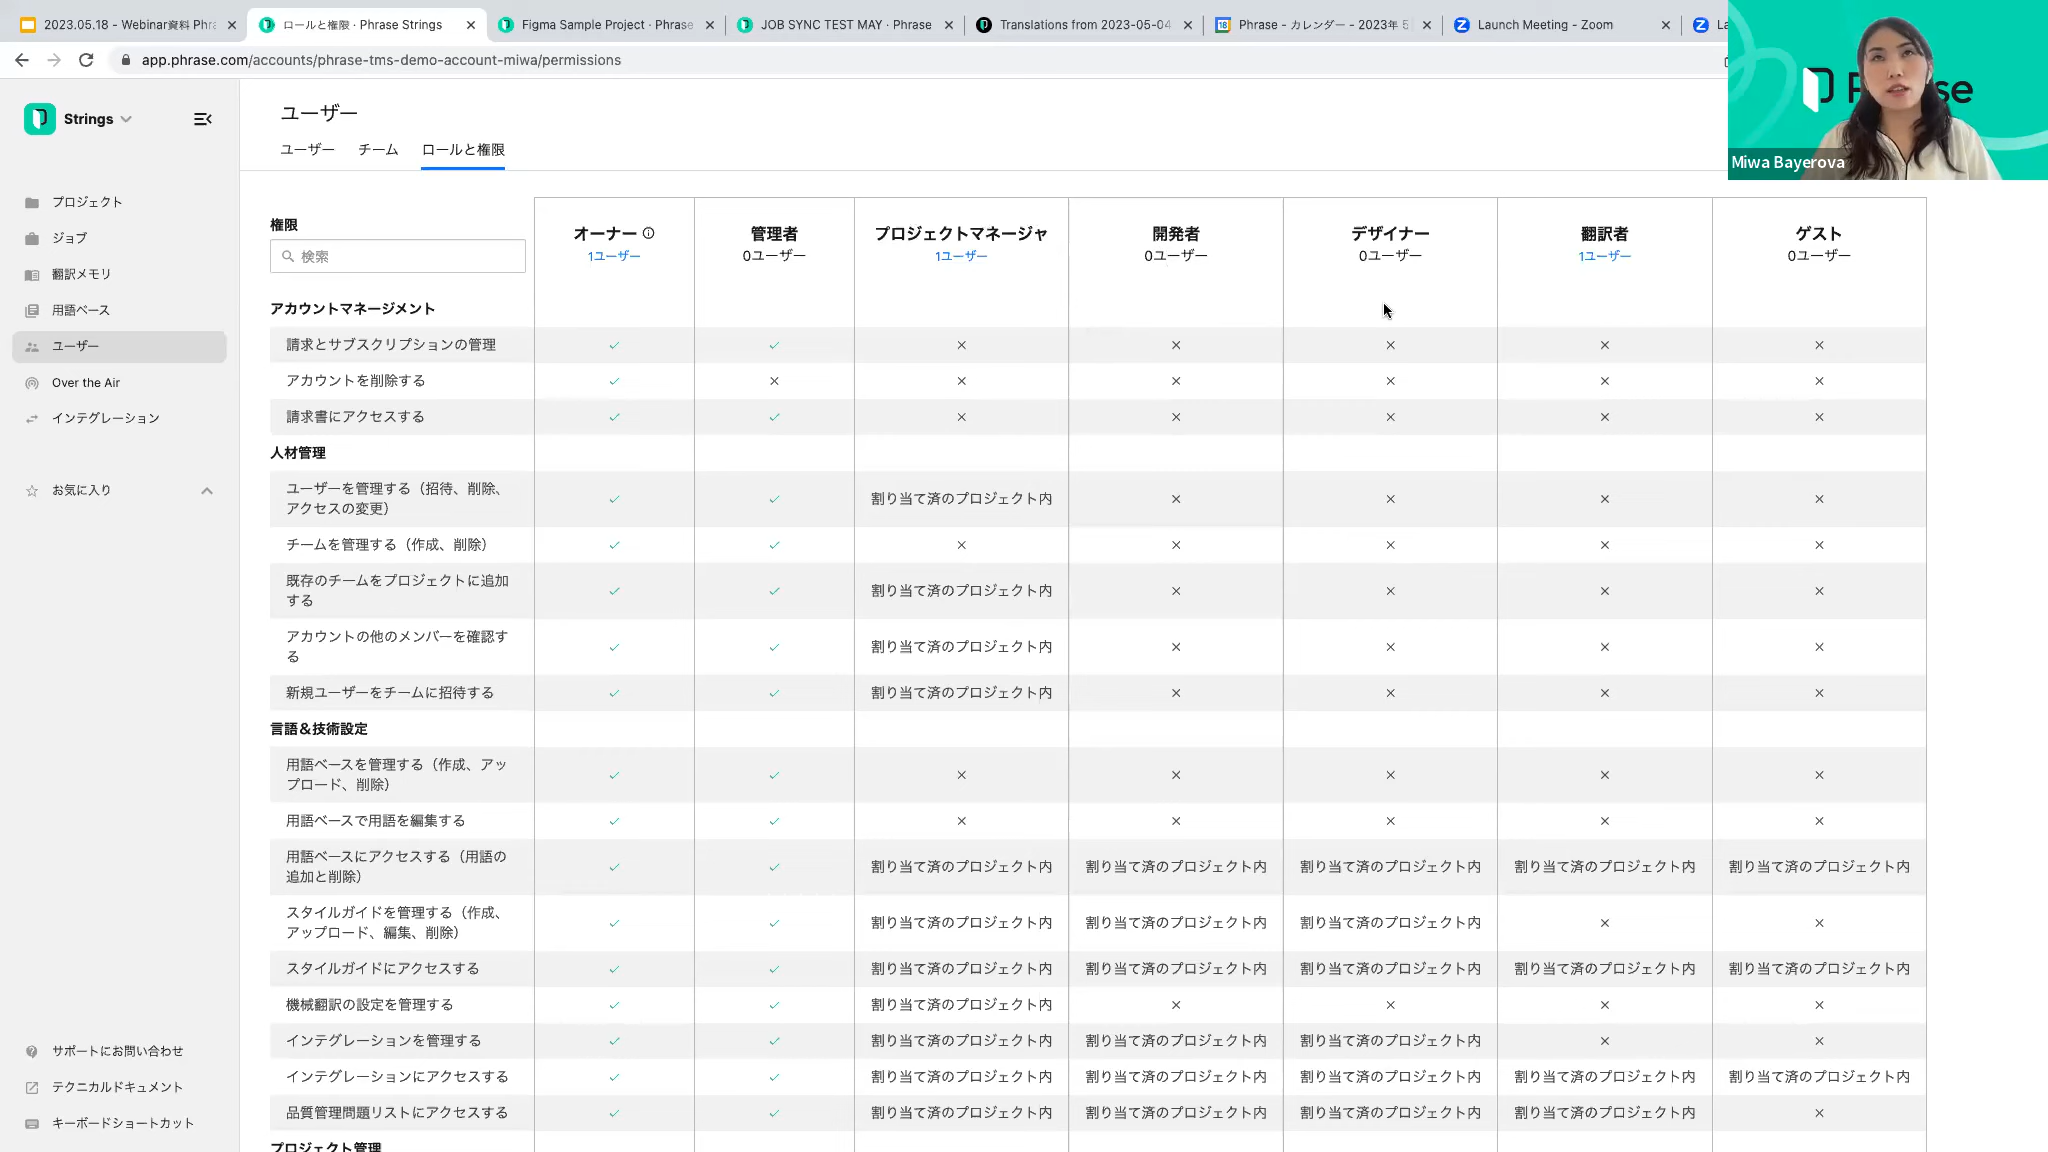 2023.05.18 - Webinar資料 Phra
ロールと権限 · Phrase Strings
Figma Sample Project · Phrase
JOB SYNC TEST MAY · Phrase
Translations from 2023-05-04
Phrase - カレンダー - 2023年 5
Launch Meeting - Zoom
La
app.phrase.com/accounts/phrase-tms-demo-account-miwa/permissions
Miwa Bayerova
Strings
プロジェクト
ジョブ
翻訳メモリ
用語ベース
ユーザー
Over the Air
インテグレーション
お気に入り
サポートにお問い合わせ
テクニカルドキュメント
キーボードショートカット
ユーザー
ユーザー チーム ロールと権限
権限
検索
オーナー 管理者 プロジェクトマネージャ 開発者 デザイナー 翻訳者 ゲスト
1ユーザー 0ユーザー 1ユーザー 0ユーザー 0ユーザー 1ユーザー 0ユーザー
アカウントマネージメント
請求とサブスクリプションの管理 ✓ ✓ × × × × ×
アカウントを削除する ✓ × × × × × ×
請求書にアクセスする ✓ ✓ × × × × ×
人材管理
ユーザーを管理する（招待、削除、
アクセスの変更） ✓ ✓ 割り当て済のプロジェクト内 × × × ×
チームを管理する（作成、削除） ✓ ✓ × × × × ×
既存のチームをプロジェクトに追加
する ✓ ✓ 割り当て済のプロジェクト内 × × × ×
アカウントの他のメンバーを確認す
る ✓ ✓ 割り当て済のプロジェクト内 × × × ×
新規ユーザーをチームに招待する ✓ ✓ 割り当て済のプロジェクト内 × × × ×
言語＆技術設定
用語ベースを管理する（作成、アッ
プロード、削除） ✓ ✓ × × × × ×
用語ベースで用語を編集する ✓ ✓ × × × × ×
用語ベースにアクセスする（用語の
追加と削除） ✓ ✓ 割り当て済のプロジェクト内 割り当て済のプロジェクト内 割り当て済のプロジェクト内 割り当て済のプロジェクト内 割り当て済のプロジェクト内
スタイルガイドを管理する（作成、
アップロード、編集、削除） ✓ ✓ 割り当て済のプロジェクト内 割り当て済のプロジェクト内 割り当て済のプロジェクト内 × ×
スタイルガイドにアクセスする ✓ ✓ 割り当て済のプロジェクト内 割り当て済のプロジェクト内 割り当て済のプロジェクト内 割り当て済のプロジェクト内 割り当て済のプロジェクト内
機械翻訳の設定を管理する ✓ ✓ 割り当て済のプロジェクト内 × × × ×
インテグレーションを管理する ✓ ✓ 割り当て済のプロジェクト内 割り当て済のプロジェクト内 割り当て済のプロジェクト内 × ×
インテグレーションにアクセスする ✓ ✓ 割り当て済のプロジェクト内 割り当て済のプロジェクト内 割り当て済のプロジェクト内 割り当て済のプロジェクト内 割り当て済のプロジェクト内
品質管理問題リストにアクセスする ✓ ✓ 割り当て済のプロジェクト内 割り当て済のプロジェクト内 割り当て済のプロジェクト内 割り当て済のプロジェクト内 ×
プロジェクト管理